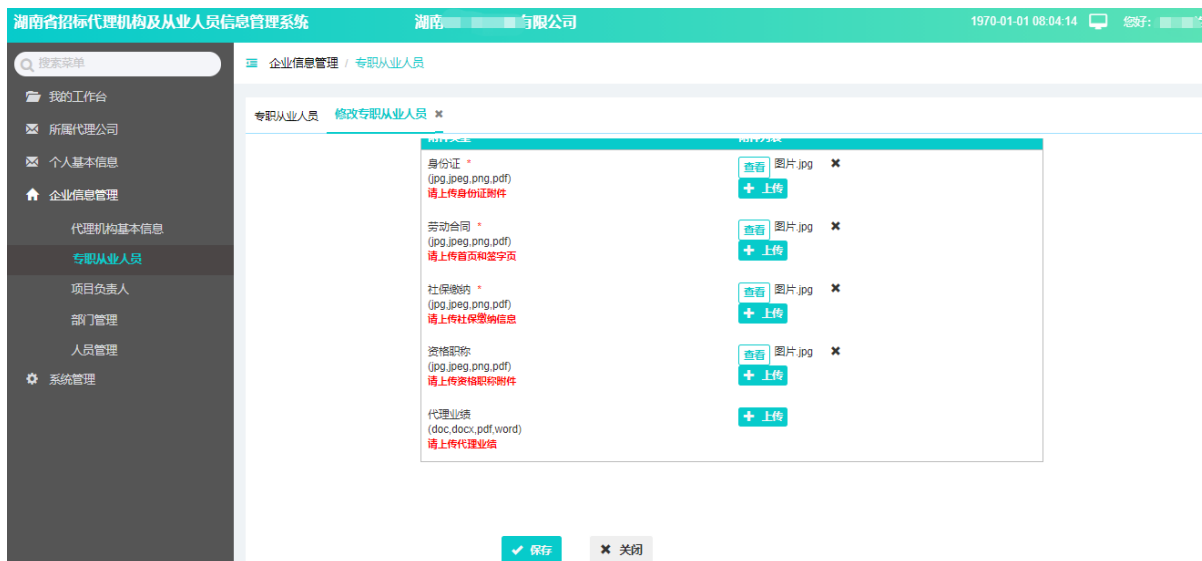 湖南省招标代理机构及从业人员信息管理系统 湖南 有限公司 1970-01-01 08:04:14 您好:
搜索菜单
企业信息管理 / 专职从业人员
我的工作台
所属代理公司
个人基本信息
企业信息管理
代理机构基本信息
专职从业人员
项目负责人
部门管理
人员管理
系统管理
专职从业人员 修改专职从业人员
附件类型 附件列表
身份证 * 查看 图片.jpg
(jpg,jpeg,png,pdf)
请上传身份证附件 上传
劳动合同 * 查看 图片.jpg
(jpg,jpeg,png,pdf)
请上传首页和签字页 上传
社保缴纳 * 查看 图片.jpg
(jpg,jpeg,png,pdf)
请上传社保缴纳信息 上传
资格职称 查看 图片.jpg
(jpg,jpeg,png,pdf)
请上传资格职称附件 上传
代理业绩 上传
(doc,docx,pdf,word)
请上传代理业绩
保存 关闭